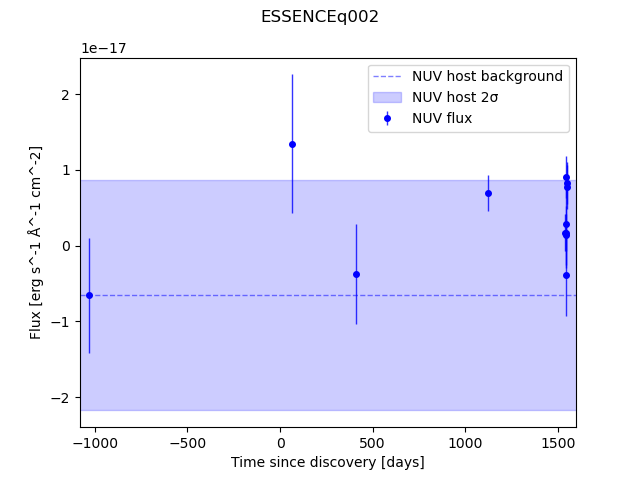 ESSENCEq002
1e−17
NUV host background
NUV host 2σ
NUV flux
2
1
0
−1
−2
Flux [erg s^-1 Å^-1 cm^-2]
−1000
−500
0
500
1000
1500
Time since discovery [days]